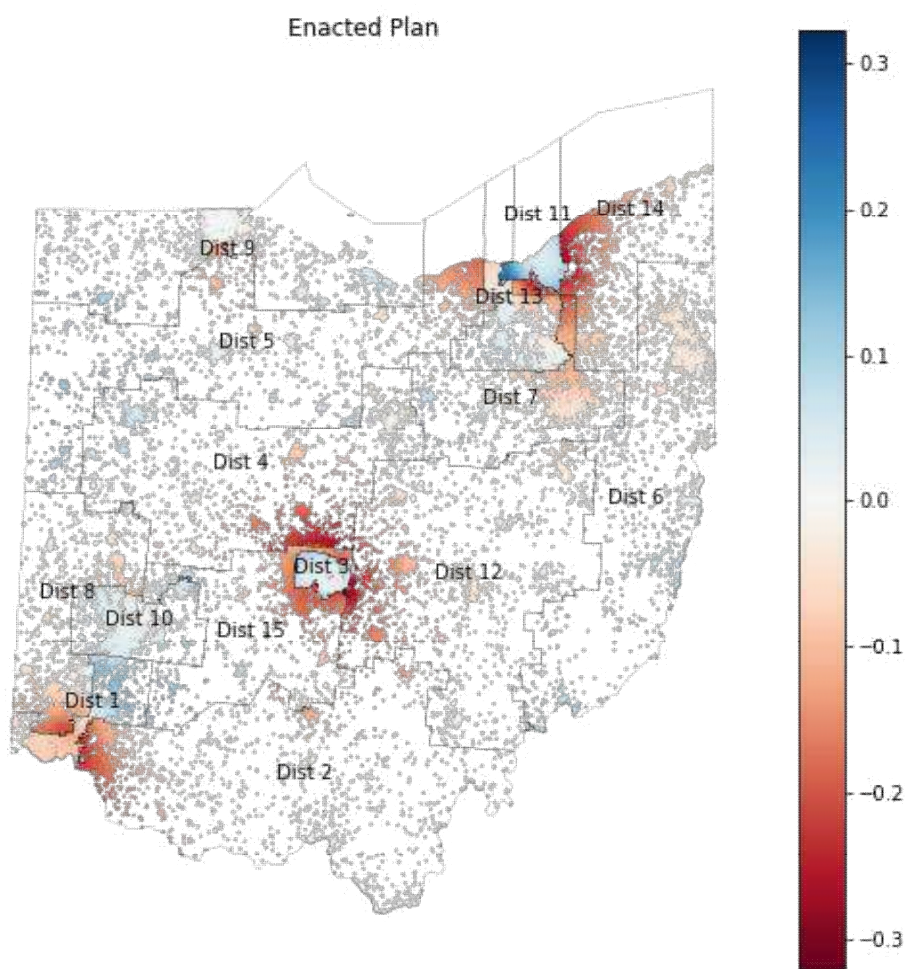 Enacted Plan
0.3
0.2
0.1
0.0
−0.1
−0.2
−0.3
Dist 11
Dist 14
Dist 9
Dist 13
Dist 5
Dist 7
Dist 4
Dist 6
Dist 3
Dist 12
Dist 8
Dist 10
Dist 15
Dist 1
Dist 2